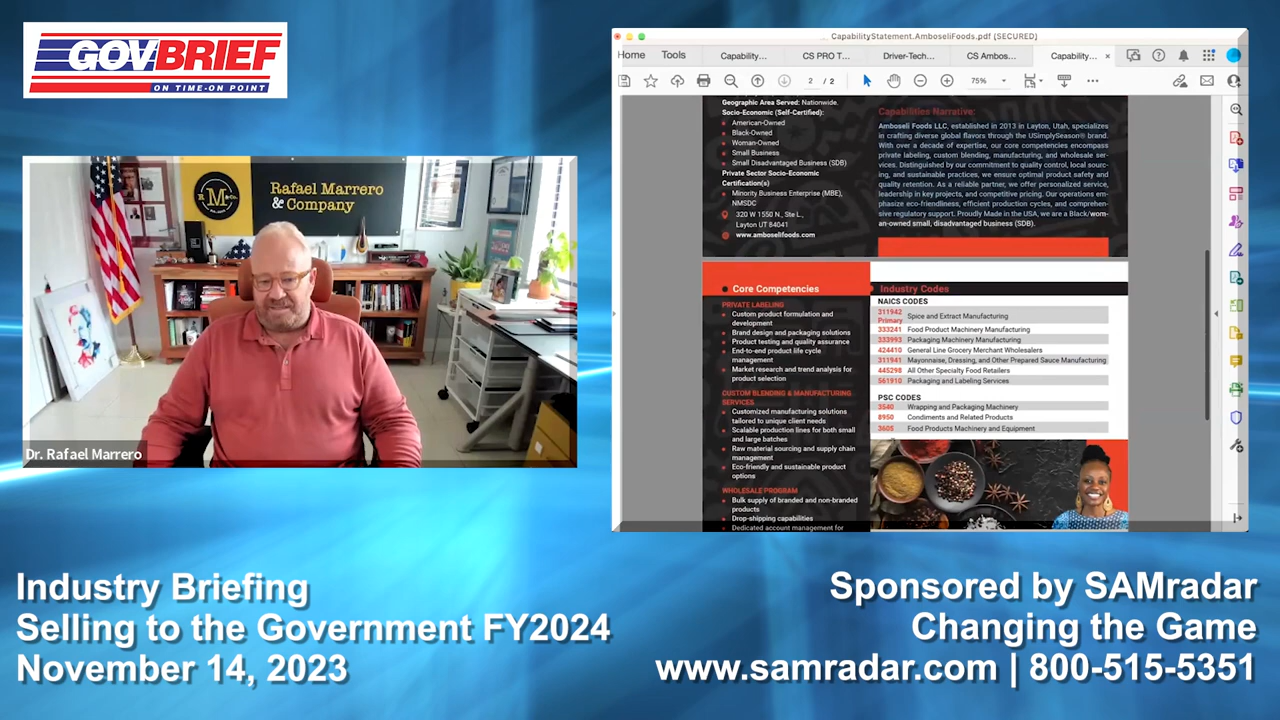 GOVBRIEF
ON TIME-ON POINT
R
M
&Co.
Rafael Marrero
& Company
Dr. Rafael Marrero
CapabilityStatement.AmboseliFoods.pdf [SECURED]
Home
Tools
Capability...
CS PRO T...
Driver-Tech...
CS Ambos...
Capability... ×
2 / 2
75%
Geographic Area Served: Nationwide.
Socio-Economic (Self-Certified):
American-Owned
Black-Owned
Woman-Owned
Small Business
Small Disadvantaged Business (SDB)
Private Sector Socio-Economic
Certification(s)
Minority Business Enterprise (MBE),
NMSDC
320 W 1550 N., Ste L.,
Layton UT 84041
www.ambosellfoods.com
Capabilities Narrative:
Amboseli Foods LLC, established in 2013 in Layton, Utah, specializes
in crafting diverse global flavors through the USimplySeason® brand.
With over a decade of expertise, our core competencies encompass
private labeling, custom blending, manufacturing, and wholesale ser-
vices. Distinguished by our commitment to quality control, local sourc-
ing, and sustainable practices, we ensure optimal product safety and
quality retention. As a reliable partner, we offer personalized service,
leadership in key projects, and competitive pricing. Our operations em-
phasize eco-friendliness, efficient production cycles, and comprehen-
sive regulatory support. Proudly Made in the USA, we are a Black/wom-
an-owned small, disadvantaged business (SDB).
Core Competencies
PRIVATE LABELING
Custom product formulation and
development
Brand design and packaging solutions
Product testing and quality assurance
End-to-end product life cycle
management
Market research and trend analysis for
product selection
CUSTOM BLENDING & MANUFACTURING
SERVICES
Customized manufacturing solutions
tailored to unique client needs
Scalable production lines for both small
and large batches
Raw material sourcing and supply chain
management
Eco-friendly and sustainable product
options
WHOLESALE PROGRAM
Bulk supply of branded and non-branded
products
Drop-shipping capabilities
Dedicated account management for
Industry Codes
NAICS CODES
311942 Primary Spice and Extract Manufacturing
333241 Food Product Machinery Manufacturing
333993 Packaging Machinery Manufacturing
424410 General Line Grocery Merchant Wholesalers
311941 Mayonnaise, Dressing, and Other Prepared Sauce Manufacturing
445298 All Other Specialty Food Retailers
561910 Packaging and Labeling Services
PSC CODES
3540 Wrapping and Packaging Machinery
8950 Condiments and Related Products
3605 Food Products Machinery and Equipment
Industry Briefing
Selling to the Government FY2024
November 14, 2023
Sponsored by SAMradar
Changing the Game
www.samradar.com | 800-515-5351